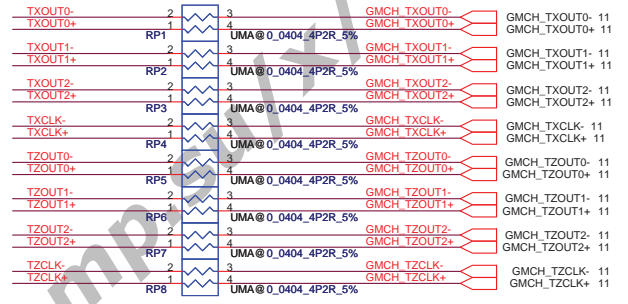 TXOUT0- 2 3 GMCH_TXOUT0- GMCH_TXOUT0- 11
TXOUT0+ 1 4 GMCH_TXOUT0+ GMCH_TXOUT0+ 11
RP1 UMA@0_0404_4P2R_5%
TXOUT1- 2 3 GMCH_TXOUT1- GMCH_TXOUT1- 11
TXOUT1+ 1 4 GMCH_TXOUT1+ GMCH_TXOUT1+ 11
RP2 UMA@0_0404_4P2R_5%
TXOUT2- 2 3 GMCH_TXOUT2- GMCH_TXOUT2- 11
TXOUT2+ 1 4 GMCH_TXOUT2+ GMCH_TXOUT2+ 11
RP3 UMA@0_0404_4P2R_5%
TXCLK- 2 3 GMCH_TXCLK- GMCH_TXCLK- 11
TXCLK+ 1 4 GMCH_TXCLK+ GMCH_TXCLK+ 11
RP4 UMA@0_0404_4P2R_5%
TZOUT0- 2 3 GMCH_TZOUT0- GMCH_TZOUT0- 11
TZOUT0+ 1 4 GMCH_TZOUT0+ GMCH_TZOUT0+ 11
RP5 UMA@0_0404_4P2R_5%
TZOUT1- 2 3 GMCH_TZOUT1- GMCH_TZOUT1- 11
TZOUT1+ 1 4 GMCH_TZOUT1+ GMCH_TZOUT1+ 11
RP6 UMA@0_0404_4P2R_5%
TZOUT2- 2 3 GMCH_TZOUT2- GMCH_TZOUT2- 11
TZOUT2+ 1 4 GMCH_TZOUT2+ GMCH_TZOUT2+ 11
RP7 UMA@0_0404_4P2R_5%
TZCLK- 2 3 GMCH_TZCLK- GMCH_TZCLK- 11
TZCLK+ 1 4 GMCH_TZCLK+ GMCH_TZCLK+ 11
RP8 UMA@0_0404_4P2R_5%
mp.su/x/